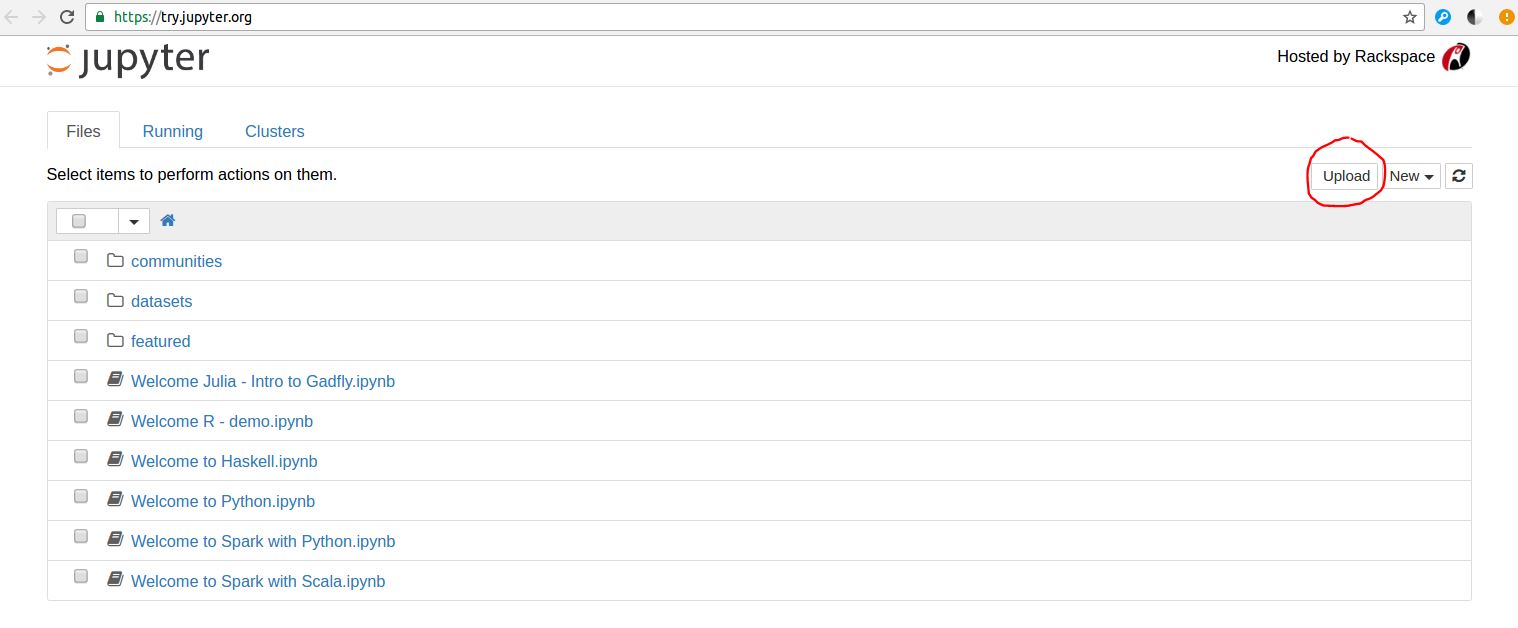 https://try.jupyter.org
jupyter
Hosted by Rackspace
Files Running Clusters
Select items to perform actions on them.
Upload New
communities
datasets
featured
Welcome Julia - Intro to Gadfly.ipynb
Welcome R - demo.ipynb
Welcome to Haskell.ipynb
Welcome to Python.ipynb
Welcome to Spark with Python.ipynb
Welcome to Spark with Scala.ipynb